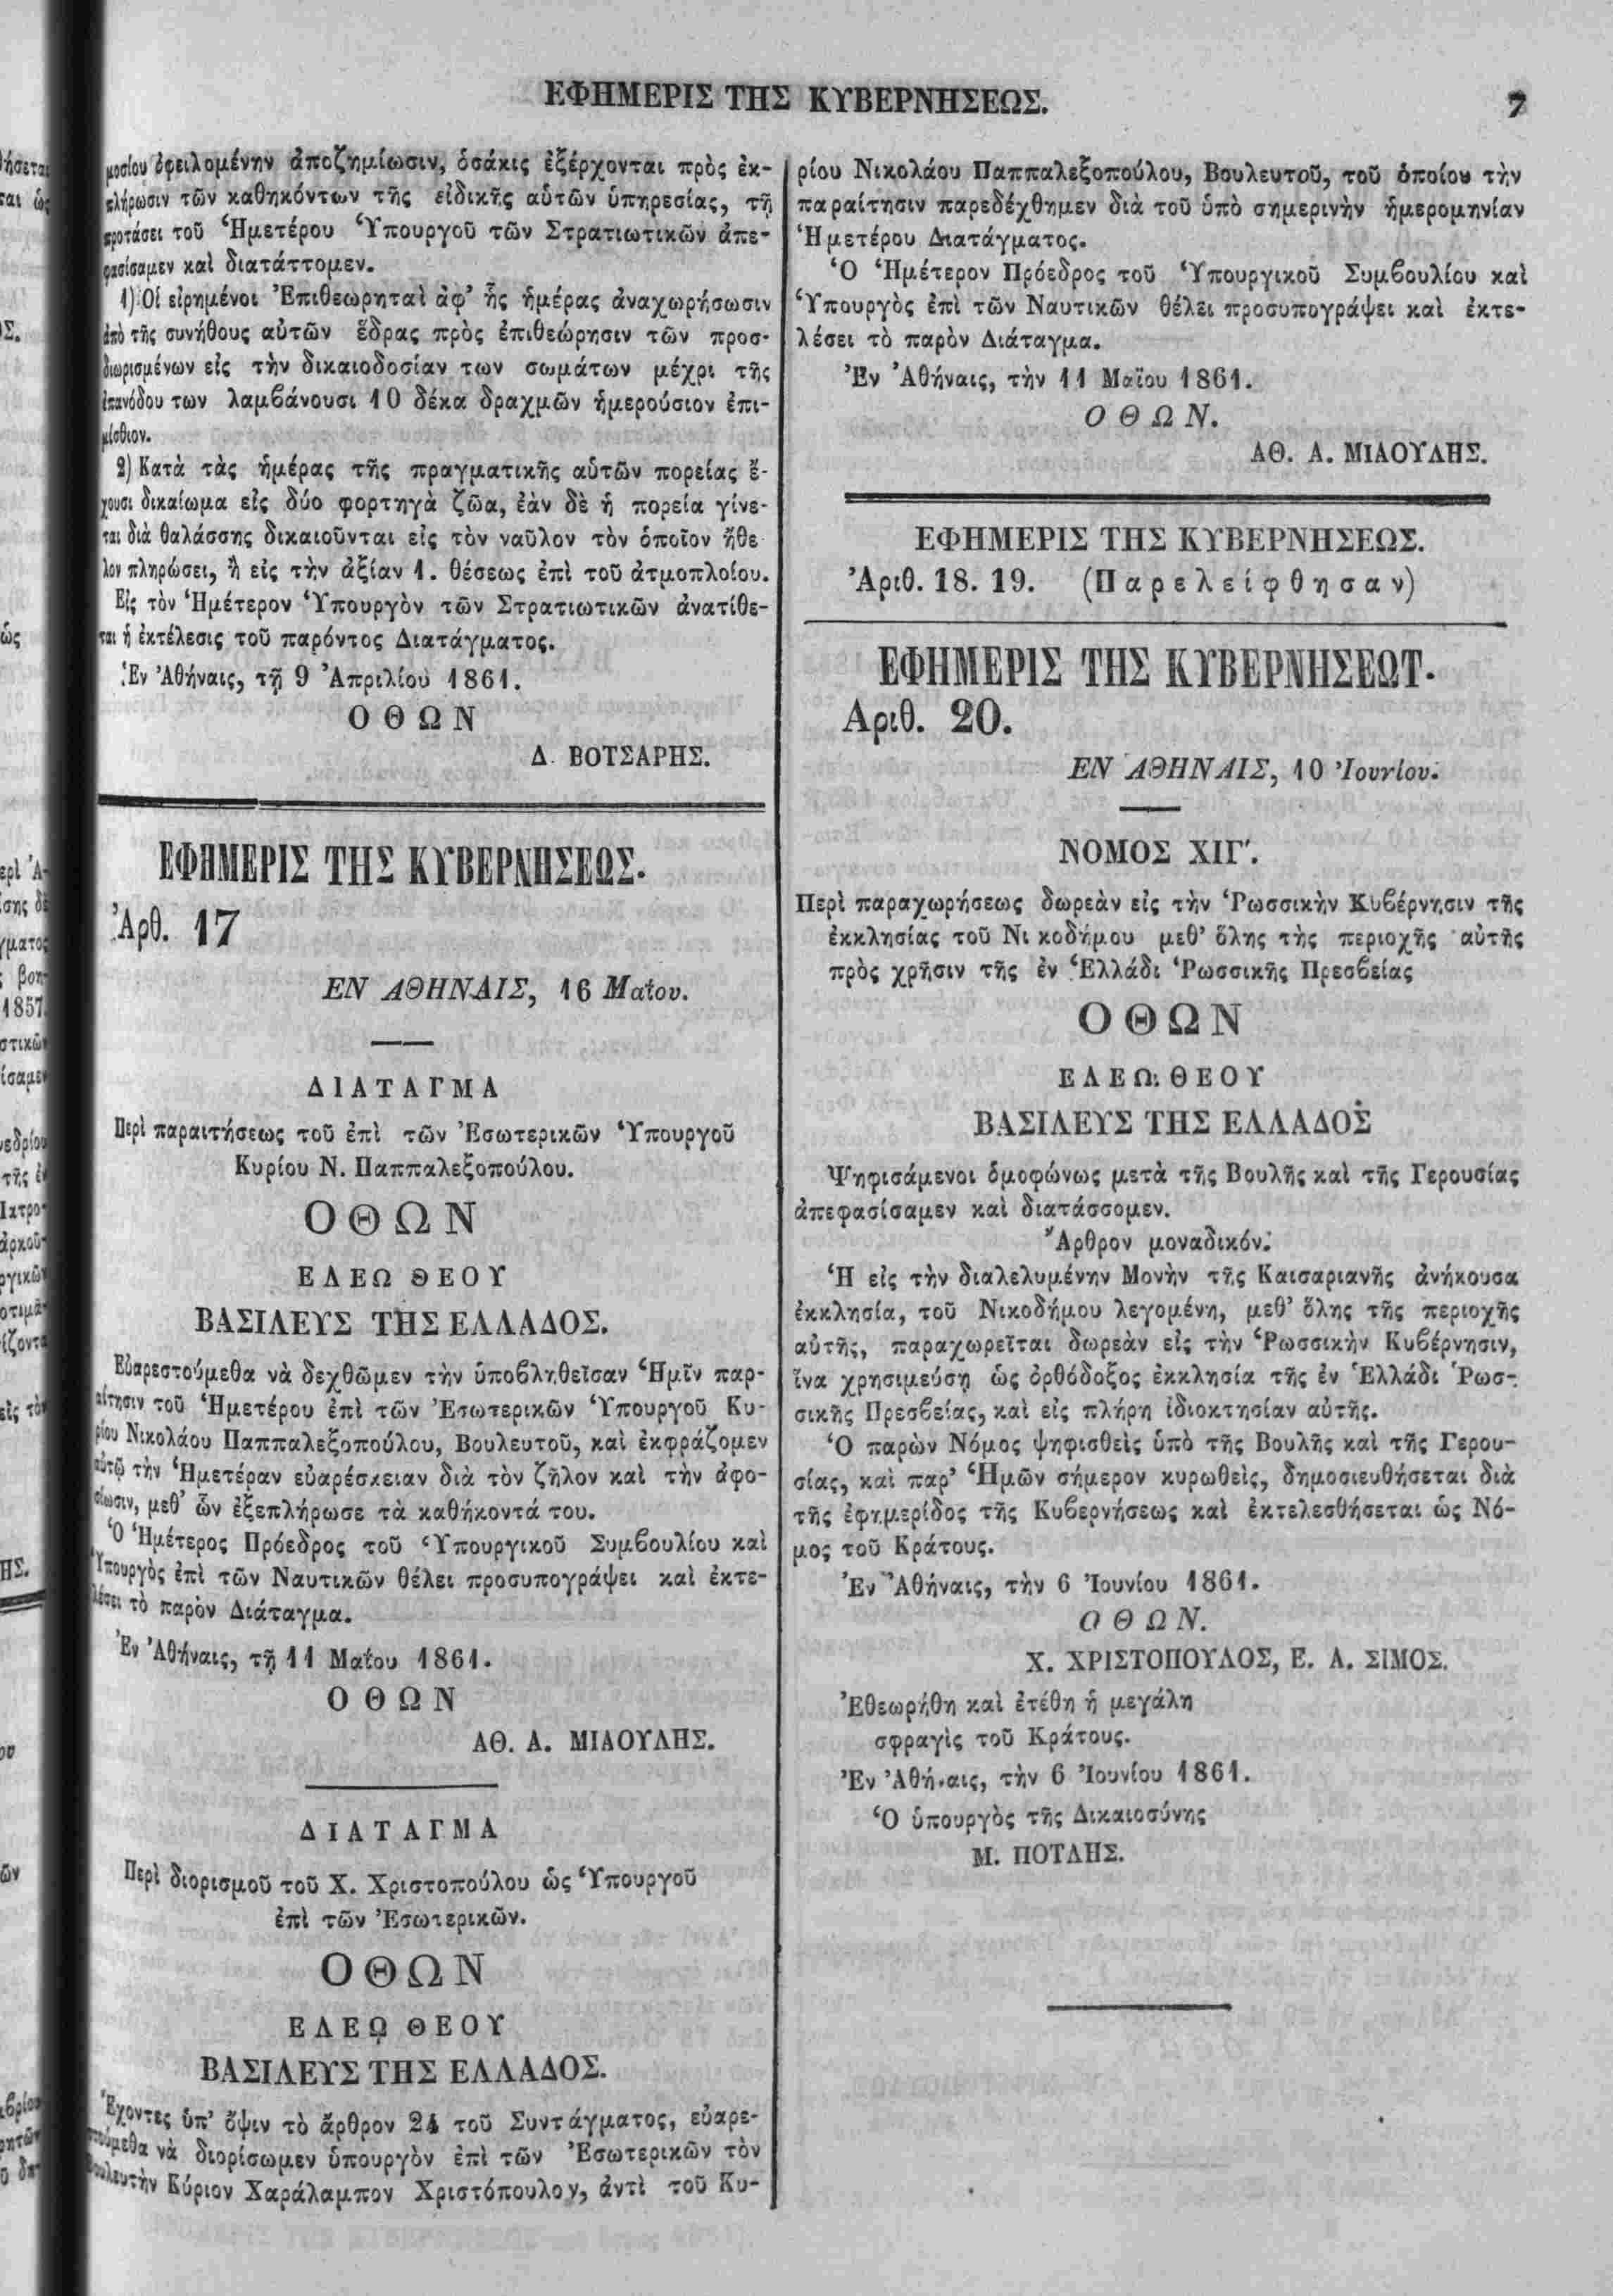 ΕΦΗΜΕΡΙΣ ΤΗΣ ΚΥΒΕΡΝΗΣΕΩΣ.
7
μοσίου ὀφειλομένην ἀποζημίωσιν, ὁσάκις ἐξέρχονται πρὸς ἐκ-
πλήρωσιν τῶν καθηκόντων τῆς εἰδικῆς αὐτῶν ὑπηρεσίας, τῇ
προτάσει τοῦ Ἡμετέρου Ὑπουργοῦ τῶν Στρατιωτικῶν ἀπε-
φασίσαμεν καὶ διατάττομεν.
1) Οἱ εἰρημένοι Ἐπιθεωρηταὶ ἀφ' ἧς ἡμέρας ἀναχωρήσωσιν
ἀπὸ τῆς συνήθους αὐτῶν ἕδρας πρὸς ἐπιθεώρησιν τῶν προσ-
διωρισμένων εἰς τὴν δικαιοδοσίαν των σωμάτων μέχρι τῆς
ἐπανόδου των λαμβάνουσι 10 δέκα δραχμῶν ἡμερούσιον ἐπι-
μίσθιον.
2) Κατὰ τὰς ἡμέρας τῆς πραγματικῆς αὐτῶν πορείας ἔ-
χουσι δικαίωμα εἰς δύο φορτηγὰ ζῶα, ἐὰν δὲ ἡ πορεία γίνε-
ται διὰ θαλάσσης δικαιοῦνται εἰς τὸν ναῦλον τὸν ὁποῖον ἤθε
λον πληρώσει, ἢ εἰς τὴν ἀξίαν 1. θέσεως ἐπὶ τοῦ ἀτμοπλοίου.
Εἰς τὸν Ἡμέτερον Ὑπουργὸν τῶν Στρατιωτικῶν ἀνατίθε-
ται ἡ ἐκτέλεσις τοῦ παρόντος Διατάγματος.
Ἐν Ἀθήναις, τῇ 9 Ἀπριλίου 1861.
ΟΘΩΝ
Δ. ΒΟΤΣΑΡΗΣ.
ΕΦΗΜΕΡΙΣ ΤΗΣ ΚΥΒΕΡΝΗΣΕΩΣ.
Ἀρθ. 17
ΕΝ ΑΘΗΝΑΙΣ, 16 Μαΐου.
ΔΙΑΤΑΓΜΑ
Περὶ παραιτήσεως τοῦ ἐπὶ τῶν Ἐσωτερικῶν Ὑπουργοῦ
Κυρίου Ν. Παππαλεξοπούλου.
ΟΘΩΝ
ΕΛΕΩ ΘΕΟΥ
ΒΑΣΙΛΕΥΣ ΤΗΣ ΕΛΛΑΔΟΣ.
Εὐαρεστούμεθα νὰ δεχθῶμεν τὴν ὑποβληθεῖσαν Ἡμῖν παρ-
αίτησιν τοῦ Ἡμετέρου ἐπὶ τῶν Ἐσωτερικῶν Ὑπουργοῦ Κυ-
ρίου Νικολάου Παππαλεξοπούλου, Βουλευτοῦ, καὶ ἐκφράζομεν
αὐτῷ τὴν Ἡμετέραν εὐαρέσκειαν διὰ τὸν ζῆλον καὶ τὴν ἀφο-
σίωσιν, μεθ' ὧν ἐξεπλήρωσε τὰ καθήκοντά του.
Ὁ Ἡμέτερος Πρόεδρος τοῦ Ὑπουργικοῦ Συμβουλίου καὶ
Ὑπουργὸς ἐπὶ τῶν Ναυτικῶν θέλει προσυπογράψει καὶ ἐκτε-
λέσει τὸ παρὸν Διάταγμα.
Ἐν Ἀθήναις, τῇ 11 Μαΐου 1861.
ΟΘΩΝ
ΑΘ. Α. ΜΙΑΟΥΛΗΣ.
ΔΙΑΤΑΓΜΑ
Περὶ διορισμοῦ τοῦ Χ. Χριστοπούλου ὡς Ὑπουργοῦ
ἐπὶ τῶν Ἐσωτερικῶν.
ΟΘΩΝ
ΕΛΕῼ ΘΕΟΥ
ΒΑΣΙΛΕΥΣ ΤΗΣ ΕΛΛΑΔΟΣ.
Ἔχοντες ὑπ' ὄψιν τὸ ἄρθρον 24 τοῦ Συντάγματος, εὐαρε-
στούμεθα νὰ διορίσωμεν ὑπουργὸν ἐπὶ τῶν Ἐσωτερικῶν τὸν
Βουλευτὴν Κύριον Χαράλαμπον Χριστόπουλον, ἀντὶ τοῦ Κυ-
ρίου Νικολάου Παππαλεξοπούλου, Βουλευτοῦ, τοῦ ὁποίου τὴν
παραίτησιν παρεδέχθημεν διὰ τοῦ ὑπὸ σημερινὴν ἡμερομηνίαν
Ἡμετέρου Διατάγματος.
Ὁ Ἡμέτερον Πρόεδρος τοῦ Ὑπουργικοῦ Συμβουλίου καὶ
Ὑπουργὸς ἐπὶ τῶν Ναυτικῶν θέλει προσυπογράψει καὶ ἐκτε-
λέσει τὸ παρὸν Διάταγμα.
Ἐν Ἀθήναις, τὴν 11 Μαΐου 1861.
ΟΘΩΝ.
ΑΘ. Α. ΜΙΑΟΥΛΗΣ.
ΕΦΗΜΕΡΙΣ ΤΗΣ ΚΥΒΕΡΝΗΣΕΩΣ.
Ἀριθ. 18. 19. (Παρελείφθησαν)
ΕΦΗΜΕΡΙΣ ΤΗΣ ΚΥΒΕΡΝΗΣΕΩΤ.
Αριθ. 20.
ΕΝ ΑΘΗΝΑΙΣ, 10 Ἰουνίου.
ΝΟΜΟΣ ΧΙΓ'.
Περὶ παραχωρήσεως δωρεὰν εἰς τὴν Ῥωσσικὴν Κυβέρνησιν τῆς
ἐκκλησίας τοῦ Νι κοδήμου μεθ' ὅλης τῆς περιοχῆς αὐτῆς
πρὸς χρῆσιν τῆς ἐν Ἑλλάδι Ῥωσσικῆς Πρεσβείας
ΟΘΩΝ
ΕΛΕΩ: ΘΕΟΥ
ΒΑΣΙΛΕΥΣ ΤΗΣ ΕΛΛΑΔΟΣ
Ψηφισάμενοι ὁμοφώνως μετὰ τῆς Βουλῆς καὶ τῆς Γερουσίας
ἀπεφασίσαμεν καὶ διατάσσομεν.
Ἄρθρον μοναδικόν.
Ἡ εἰς τὴν διαλελυμένην Μονὴν τῆς Καισαριανῆς ἀνήκουσα
ἐκκλησία, τοῦ Νικοδήμου λεγομένη, μεθ' ὅλης τῆς περιοχῆς
αὐτῆς, παραχωρεῖται δωρεὰν εἰς τὴν Ῥωσσικὴν Κυβέρνησιν,
ἵνα χρησιμεύσῃ ὡς ὀρθόδοξος ἐκκλησία τῆς ἐν Ἑλλάδι Ῥωσ-
σικῆς Πρεσβείας, καὶ εἰς πλήρη ἰδιοκτησίαν αὐτῆς.
Ὁ παρὼν Νόμος ψηφισθεὶς ὑπὸ τῆς Βουλῆς καὶ τῆς Γερου-
σίας, καὶ παρ' Ἡμῶν σήμερον κυρωθεὶς, δημοσιευθήσεται διὰ
τῆς ἐφημερίδος τῆς Κυβερνήσεως καὶ ἐκτελεσθήσεται ὡς Νό-
μος τοῦ Κράτους.
Ἐν Ἀθήναις, τὴν 6 Ἰουνίου 1861.
ΟΘΩΝ.
Χ. ΧΡΙΣΤΟΠΟΥΛΟΣ, Ε. Α. ΣΙΜΟΣ.
Ἐθεωρήθη καὶ ἐτέθη ἡ μεγάλη
σφραγὶς τοῦ Κράτους.
Ἐν Ἀθήναις, τὴν 6 Ἰουνίου 1861.
Ὁ ὑπουργὸς τῆς Δικαιοσύνης
Μ. ΠΟΤΛΗΣ.